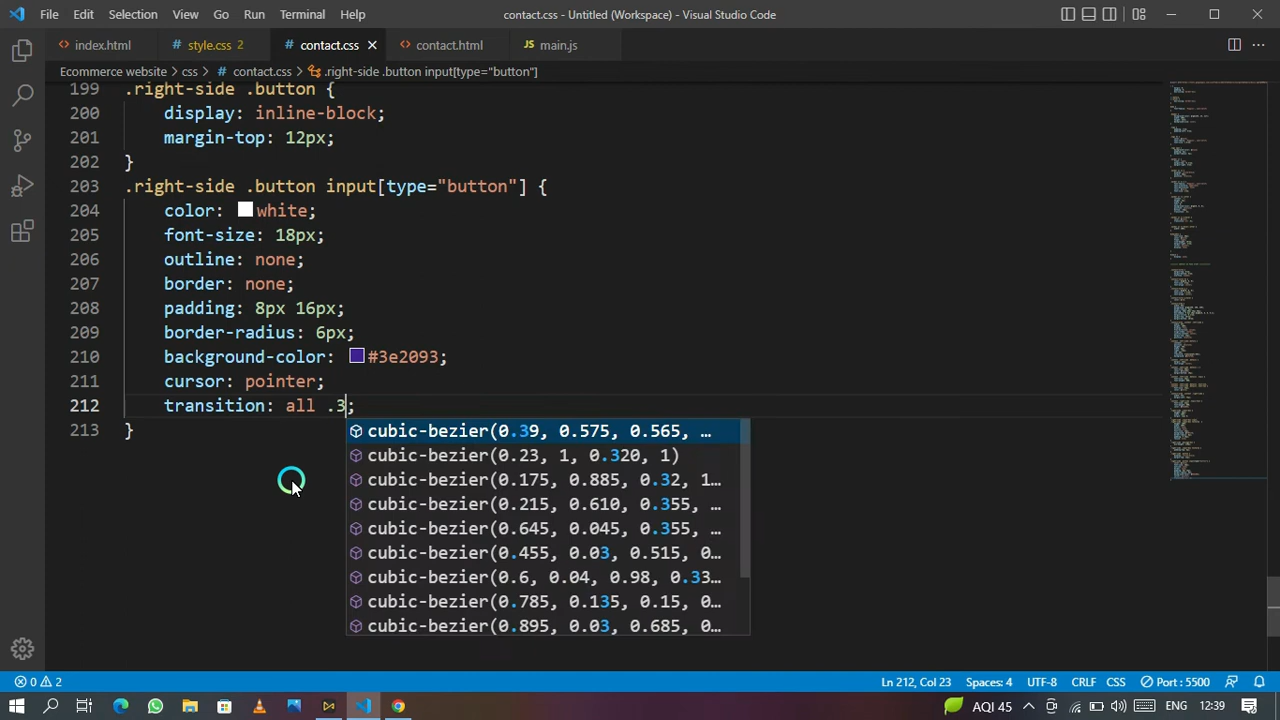 File Edit Selection View Go Run Terminal Help contact.css - Untitled (Workspace) - Visual Studio Code
index.html # style.css 2 # contact.css contact.html JS main.js
Ecommerce website > css > # contact.css > .right-side .button input[type="button"]
199 .right-side .button {
200 display: inline-block;
201 margin-top: 12px;
202 }
203 .right-side .button input[type="button"] {
204 color: white;
205 font-size: 18px;
206 outline: none;
207 border: none;
208 padding: 8px 16px;
209 border-radius: 6px;
210 background-color: #3e2093;
211 cursor: pointer;
212 transition: all .3;
213 }
cubic-bezier(0.39, 0.575, 0.565, …
cubic-bezier(0.23, 1, 0.320, 1)
cubic-bezier(0.175, 0.885, 0.32, 1…
cubic-bezier(0.215, 0.610, 0.355, …
cubic-bezier(0.645, 0.045, 0.355, …
cubic-bezier(0.455, 0.03, 0.515, 0…
cubic-bezier(0.6, 0.04, 0.98, 0.33…
cubic-bezier(0.785, 0.135, 0.15, 0…
cubic-bezier(0.895, 0.03, 0.685, 0…
0 2 Ln 212, Col 23 Spaces: 4 UTF-8 CRLF CSS Port : 5500
AQI 45 ENG 12:39